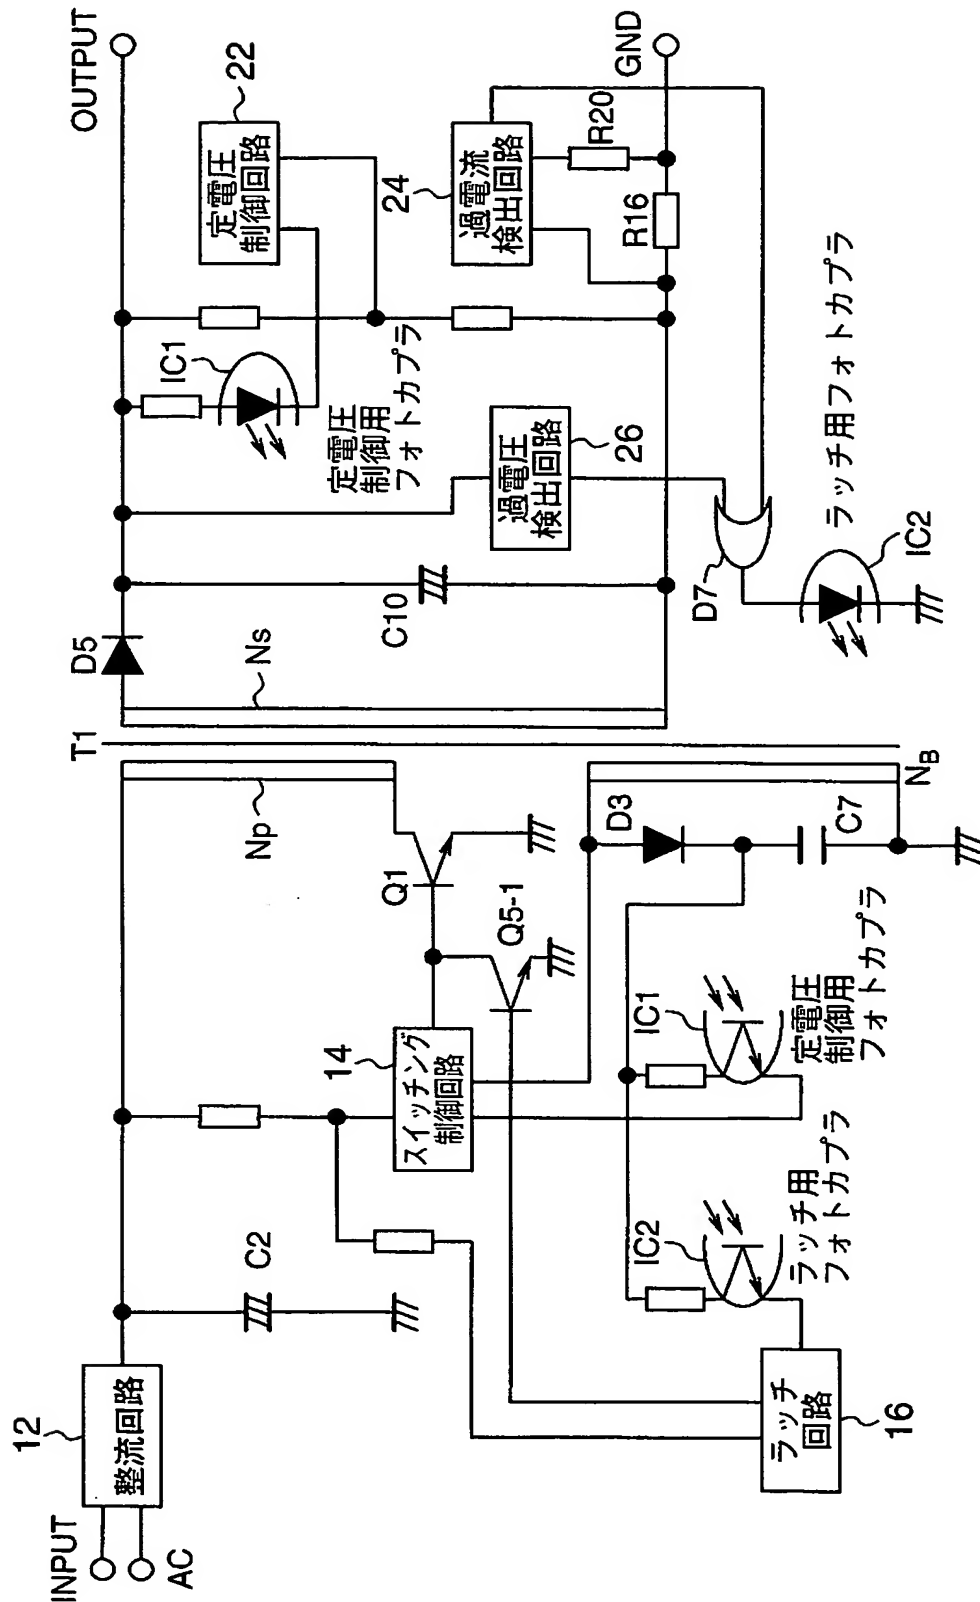 INPUT
AC
12
整流回路
C2
14
スイッチング
制御回路
Np
Q1
Q5-1
T1
D5
Ns
C10
IC1
定電圧
制御用
フォトカプラ
22
定電圧
制御回路
OUTPUT
24
過電流
検出回路
R20
R16
GND
過電圧
検出回路
26
D7
ラッチ用フォトカプラ
IC2
D3
C7
NB
IC1
定電圧
制御用
フォトカプラ
IC2
ラッチ用
フォトカプラ
ラッチ
回路
16